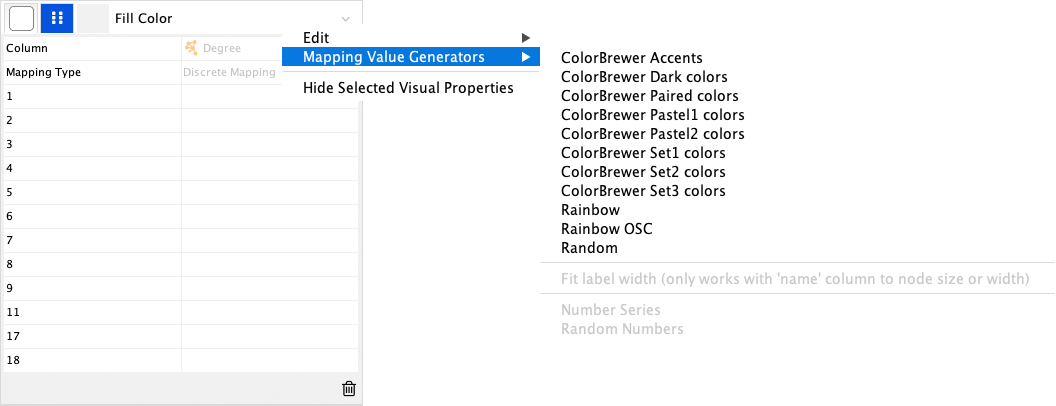 Fill Color
Column
Degree
Mapping Type
Discrete Mapping
1
2
3
4
5
6
7
8
9
11
17
18
Edit
Mapping Value Generators
Hide Selected Visual Properties
ColorBrewer Accents
ColorBrewer Dark colors
ColorBrewer Paired colors
ColorBrewer Pastel1 colors
ColorBrewer Pastel2 colors
ColorBrewer Set1 colors
ColorBrewer Set2 colors
ColorBrewer Set3 colors
Rainbow
Rainbow OSC
Random
Fit label width (only works with 'name' column to node size or width)
Number Series
Random Numbers